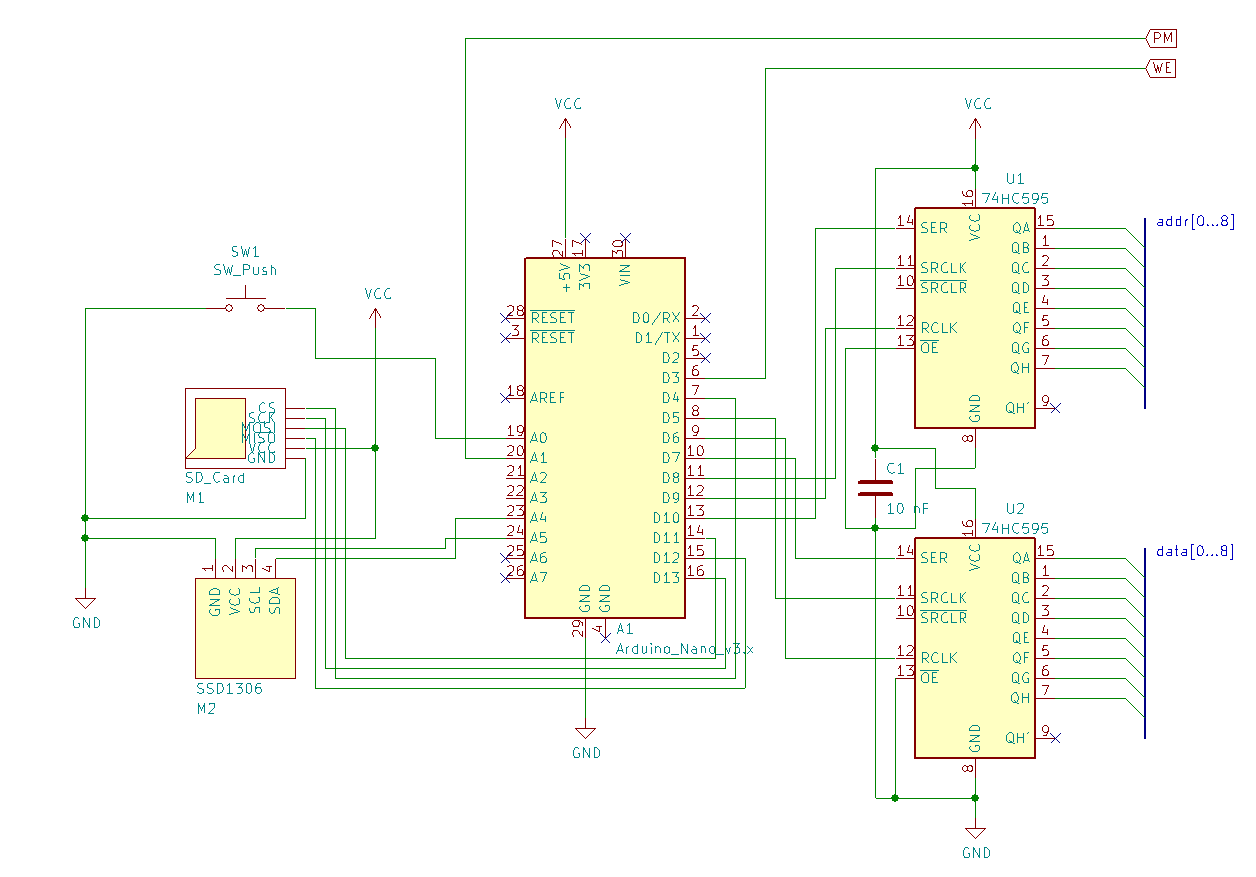 PM
WE
VCC
VCC
U1
74HC595
16
VCC
14 SER
11 SRCLK
10 SRCLR
12 RCLK
13 OE
QA 15
QB 1
QC 2
QD 3
QE 4
QF 5
QG 6
QH 7
QH' 9
GND
8
addr[0...8]
SW1
SW_Push
VCC
27
+5V
17
3V3
30
VIN
28 RESET
3 RESET
18 AREF
19 A0
20 A1
21 A2
22 A3
23 A4
24 A5
25 A6
26 A7
D0/RX 2
D1/TX 1
D2 5
D3 6
D4 7
D5 8
D6 9
D7 10
D8 11
D9 12
D10 13
D11 14
D12 15
D13 16
GND
29
GND
4
A1
Arduino_Nano_v3.x
GND
CS
SCK
MOSI
MISO
VCC
GND
SD_Card
M1
1
2
3
4
GND
VCC
SCL
SDA
SSD1306
M2
GND
C1
10 nF
U2
74HC595
16
VCC
14 SER
11 SRCLK
10 SRCLR
12 RCLK
13 OE
QA 15
QB 1
QC 2
QD 3
QE 4
QF 5
QG 6
QH 7
QH' 9
GND
8
data[0...8]
GND